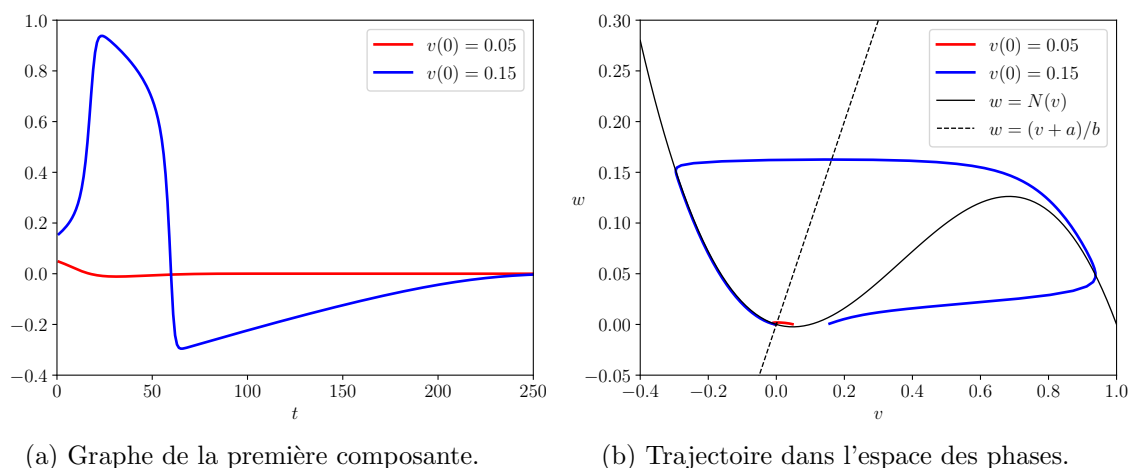 1.0
0.8
0.6
0.4
0.2
0.0
−0.2
−0.4
0
50
100
150
200
250
t
v(0) = 0.05
v(0) = 0.15
0.30
0.25
0.20
0.15
0.10
0.05
0.00
−0.05
w
−0.4
−0.2
0.0
0.2
0.4
0.6
0.8
1.0
v
v(0) = 0.05
v(0) = 0.15
w = N(v)
w = (v + a)/b
(a) Graphe de la première composante.
(b) Trajectoire dans l'espace des phases.